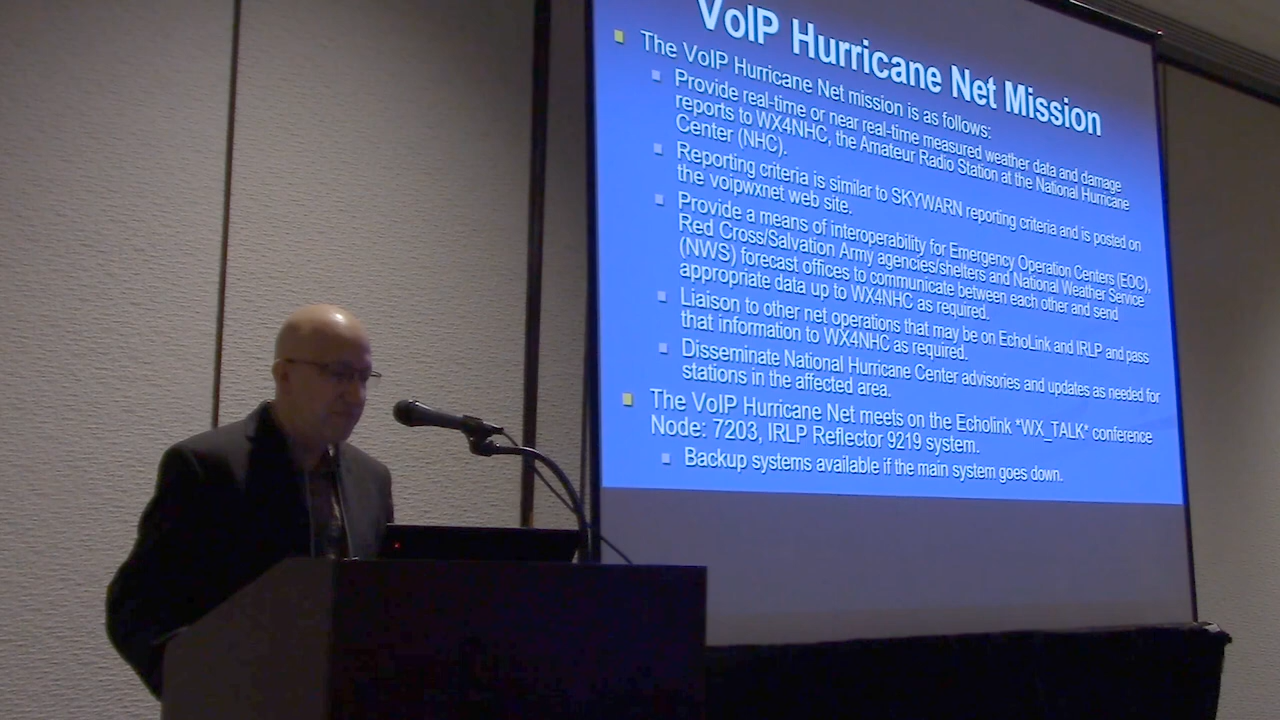 VoIP Hurricane Net Mission
The VoIP Hurricane Net mission is as follows:
Provide real-time or near real-time measured weather data and damage
reports to WX4NHC, the Amateur Radio Station at the National Hurricane
Center (NHC).
Reporting criteria is similar to SKYWARN reporting criteria and is posted on
the voipwxnet web site.
Provide a means of interoperability for Emergency Operation Centers (EOC),
Red Cross/Salvation Army agencies/shelters and National Weather Service
(NWS) forecast offices to communicate between each other and send
appropriate data up to WX4NHC as required.
Liaison to other net operations that may be on EchoLink and IRLP and pass
that information to WX4NHC as required.
Disseminate National Hurricane Center advisories and updates as needed for
stations in the affected area.
The VoIP Hurricane Net meets on the Echolink *WX_TALK* conference
Node: 7203, IRLP Reflector 9219 system.
Backup systems available if the main system goes down.